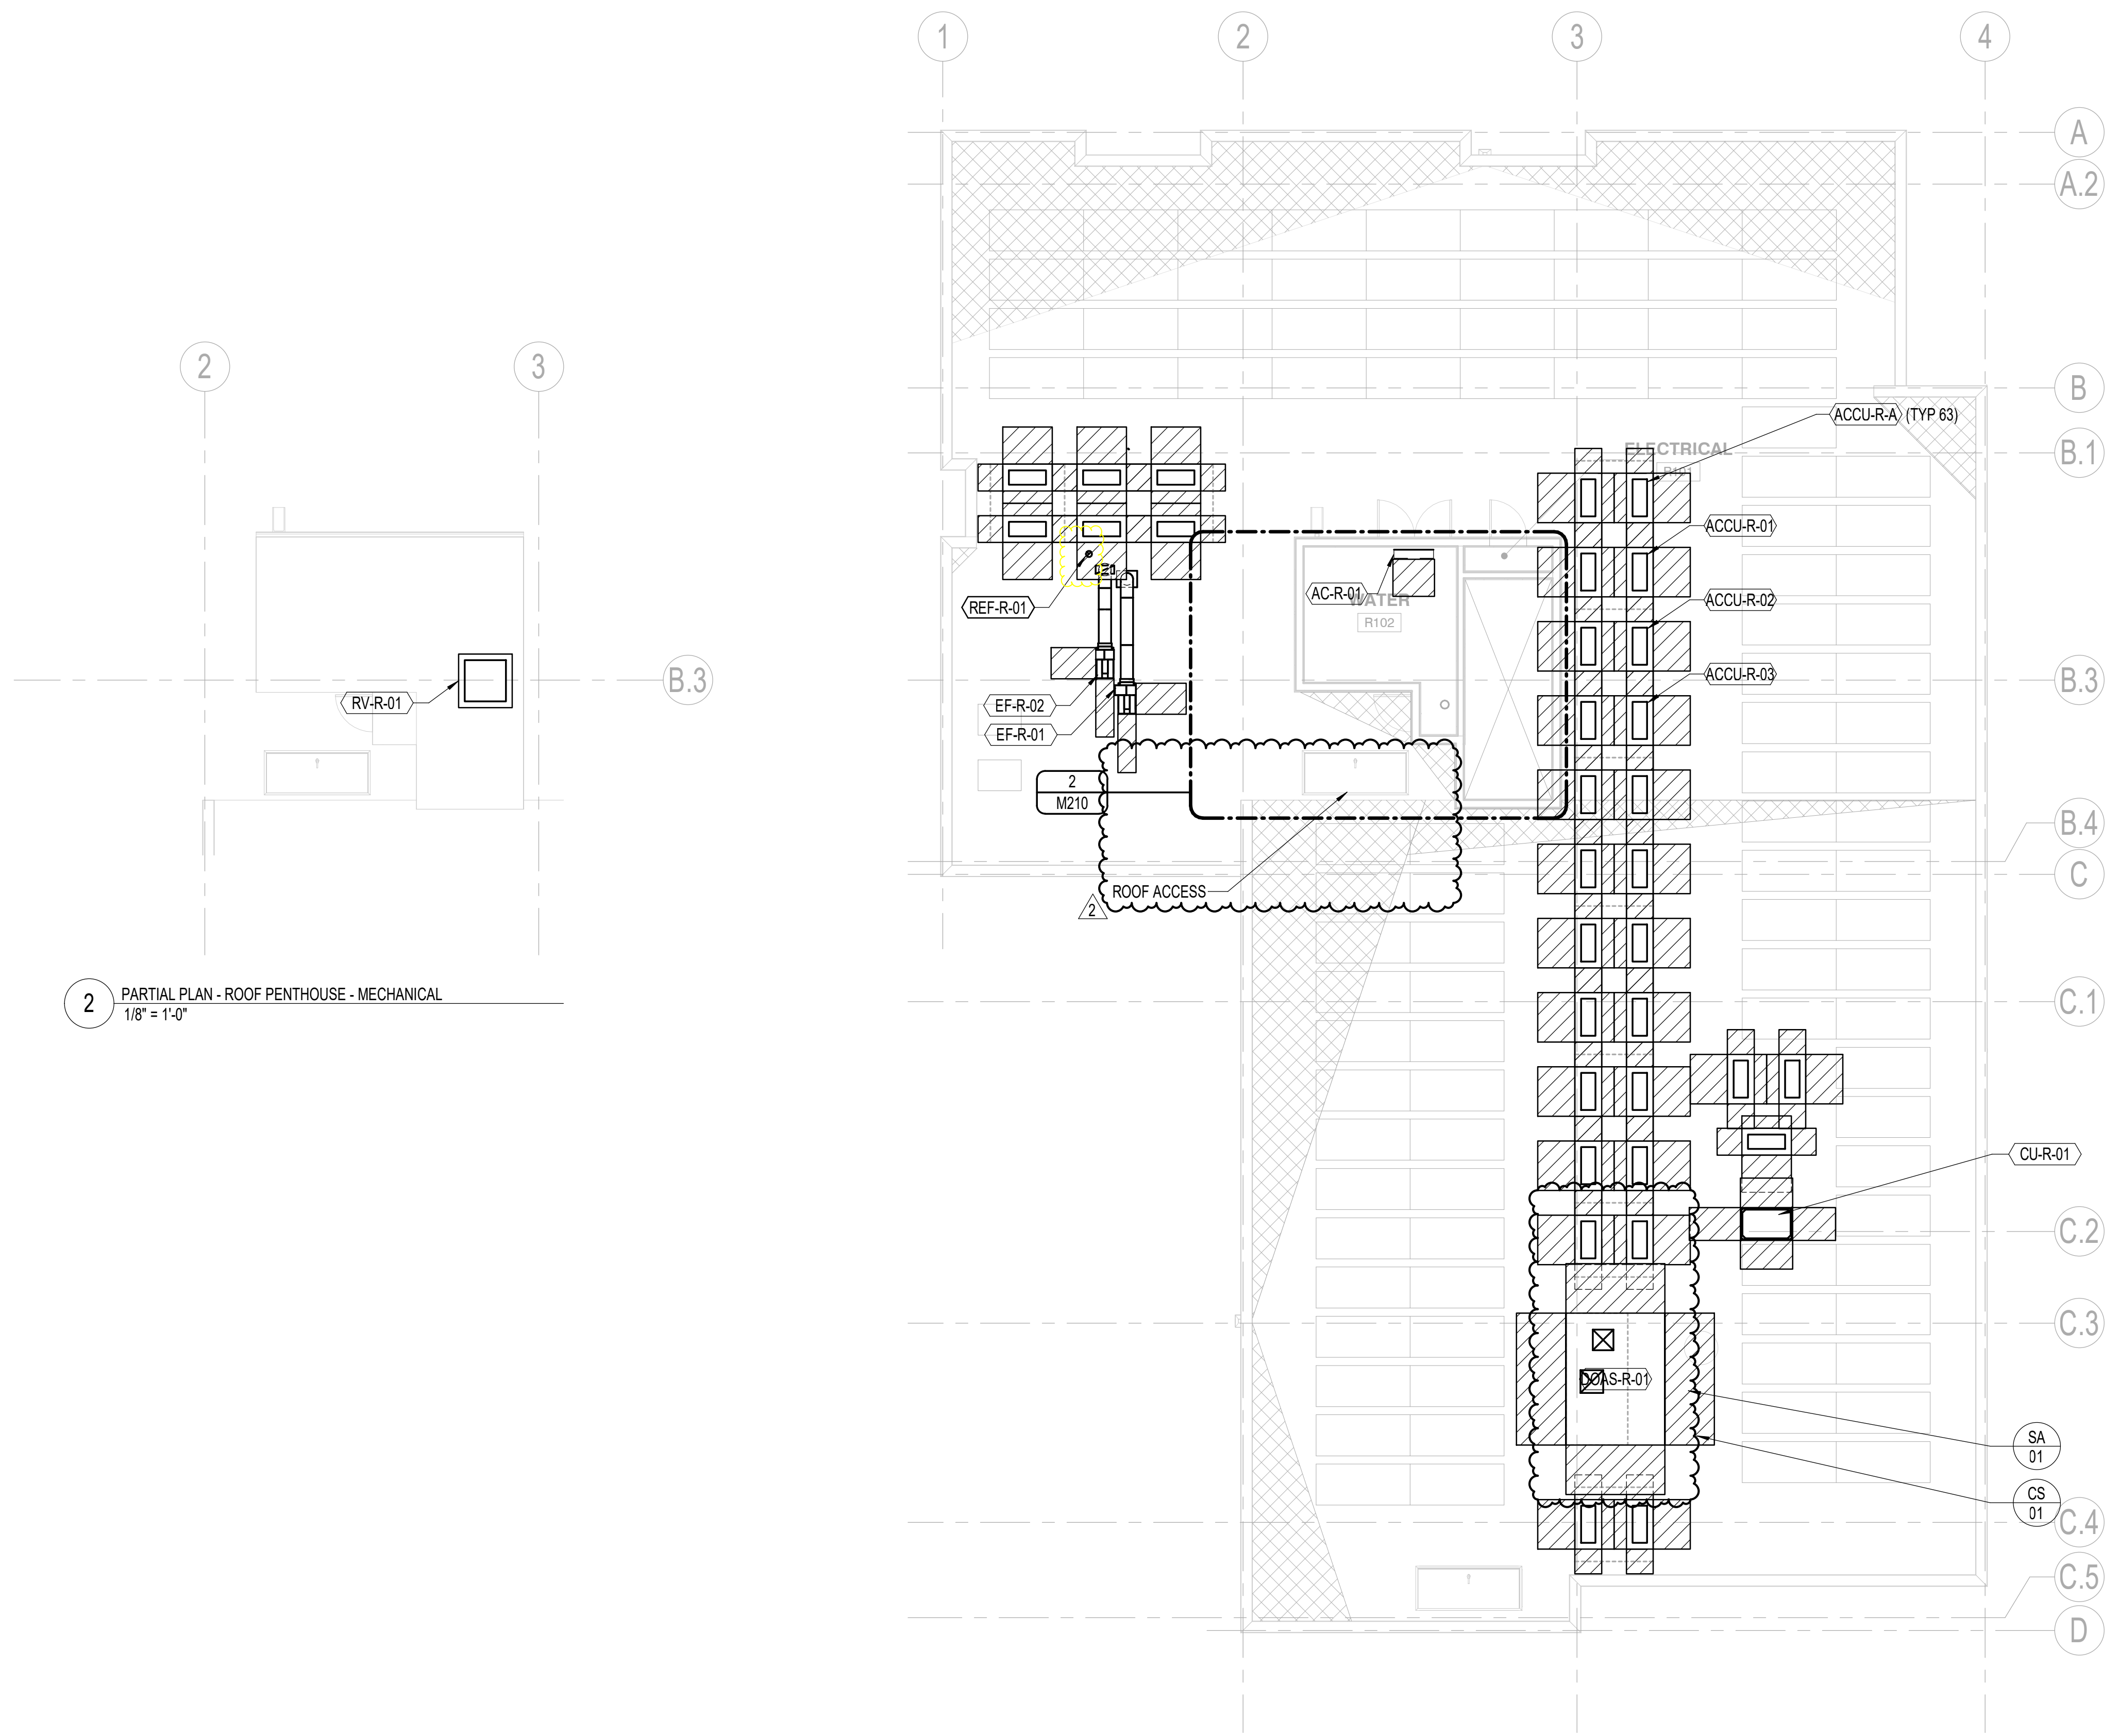 1
2
3
4
A
A.2
B
ACCU-R-A (TYP 63)
ELECTRICAL
R101
B.1
ACCU-R-01
2
3
AC-R-01
WATER
R102
ACCU-R-02
REF-R-01
ACCU-R-03
B.3
RV-R-01
B.3
EF-R-02
EF-R-01
2
M210
B.4
C
ROOF ACCESS
2
2
PARTIAL PLAN - ROOF PENTHOUSE - MECHANICAL
1/8" = 1'-0"
C.1
CU-R-01
C.2
C.3
DOAS-R-01
SA
01
CS
01
C.4
C.5
D